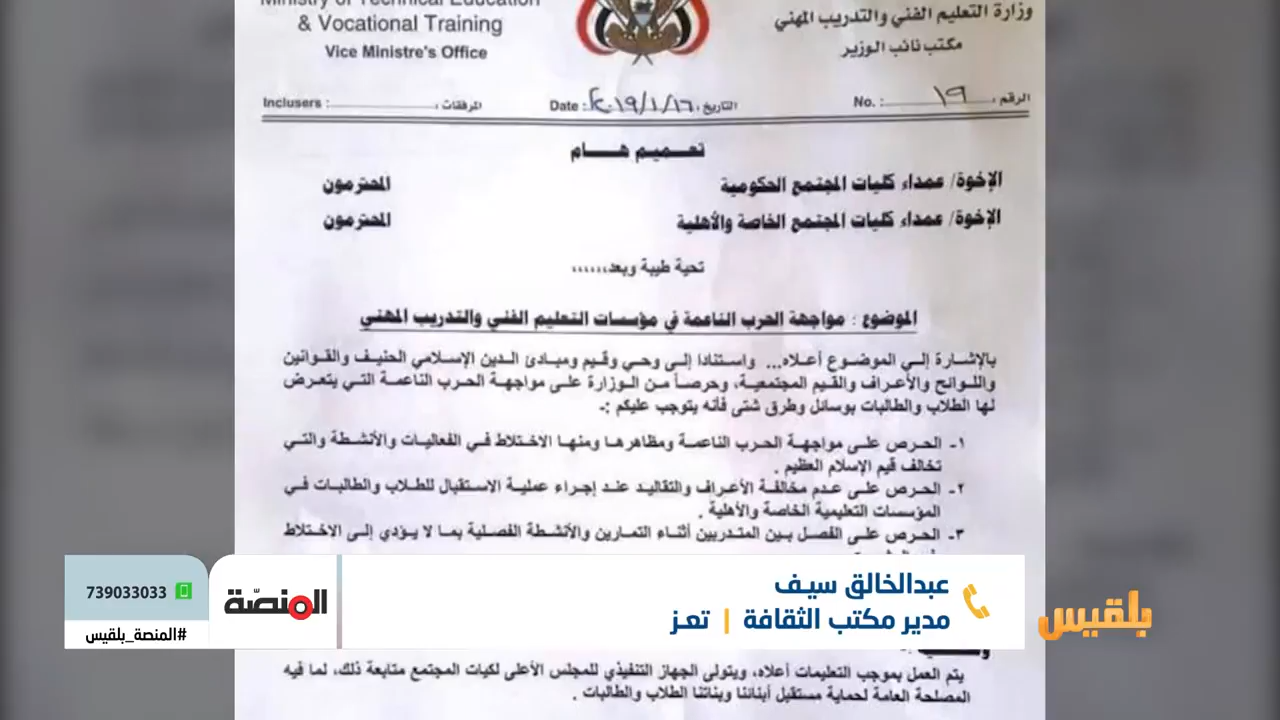 Ministry of Technical Education
& Vocational Training
Vice Ministre's Office
وزارة التعليم الفني والتدريب المهني
مكتب نائب الوزير
الرقم : ١٩ No. :
التاريخ : ٢٠١٩/١/١٦ Date :
المرفقات : Inclusers :
تعميم هام
الإخوة/ عمداء كليات المجتمع الحكومية المحترمون
الإخوة/ عمداء كليات المجتمع الخاصة والأهلية المحترمون
تحية طيبة وبعد،،،،،،
الموضوع : مواجهة الحرب الناعمة في مؤسسات التعليم الفني والتدريب المهني
بالإشارة إلى الموضوع أعلاه... واستنادا إلى وحي وقيم ومبادئ الدين الإسلامي الحنيف والقوانين
واللوائح والأعراف والقيم المجتمعية، وحرصاً من الوزارة على مواجهة الحرب الناعمة التي يتعرض
لها الطلاب والطالبات بوسائل وطرق شتى فأنه يتوجب عليكم :-
١- الحرص على مواجهة الحرب الناعمة ومظاهرها ومنها الاختلاط في الفعاليات والأنشطة والتي
تخالف قيم الإسلام العظيم .
٢- الحرص على عدم مخالفة الأعراف والتقاليد عند إجراء عملية الاستقبال للطلاب والطالبات في
المؤسسات التعليمية الخاصة والأهلية .
٣- الحرص على الفصل بين المتدربين أثناء التمارين والأنشطة الفصلية بما لا يؤدي إلى الاختلاط
عبدالخالق سيف
مدير مكتب الثقافة | تعز
المنصة
739033033
#المنصة_بلقيس
بلقيس
يتم العمل بموجب التعليمات أعلاه، ويتولى الجهاز التنفيذي للمجلس الأعلى لكيات المجتمع متابعة ذلك، لما فيه
المصلحة العامة لحماية مستقبل أبنائنا وبناتنا الطلاب والطالبات .